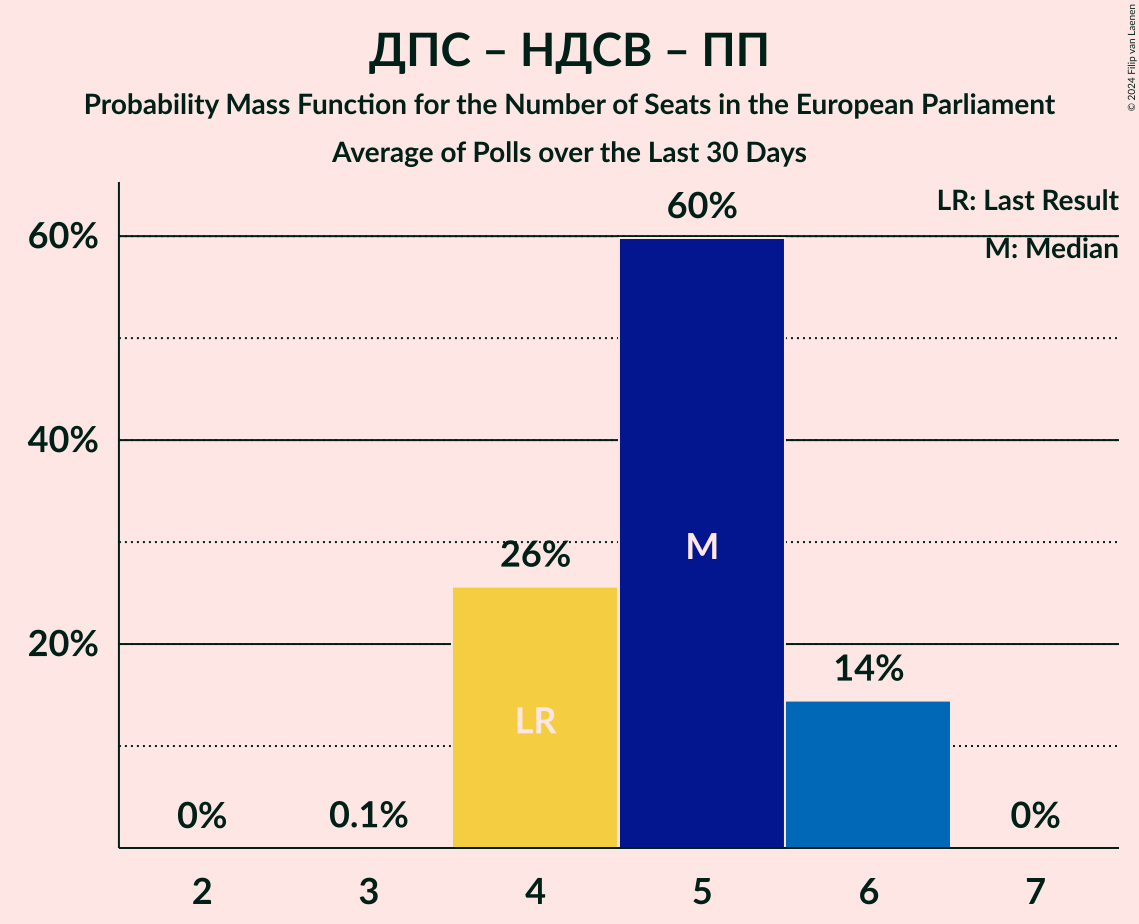 ДПС – НДСВ – ПП
Probability Mass Function for the Number of Seats in the European Parliament
Average of Polls over the Last 30 Days
© 2024 Filip van Laenen
LR: Last Result
M: Median
60%
40%
20%
0%
0.1%
26%
60%
14%
0%
LR
M
2 3 4 5 6 7